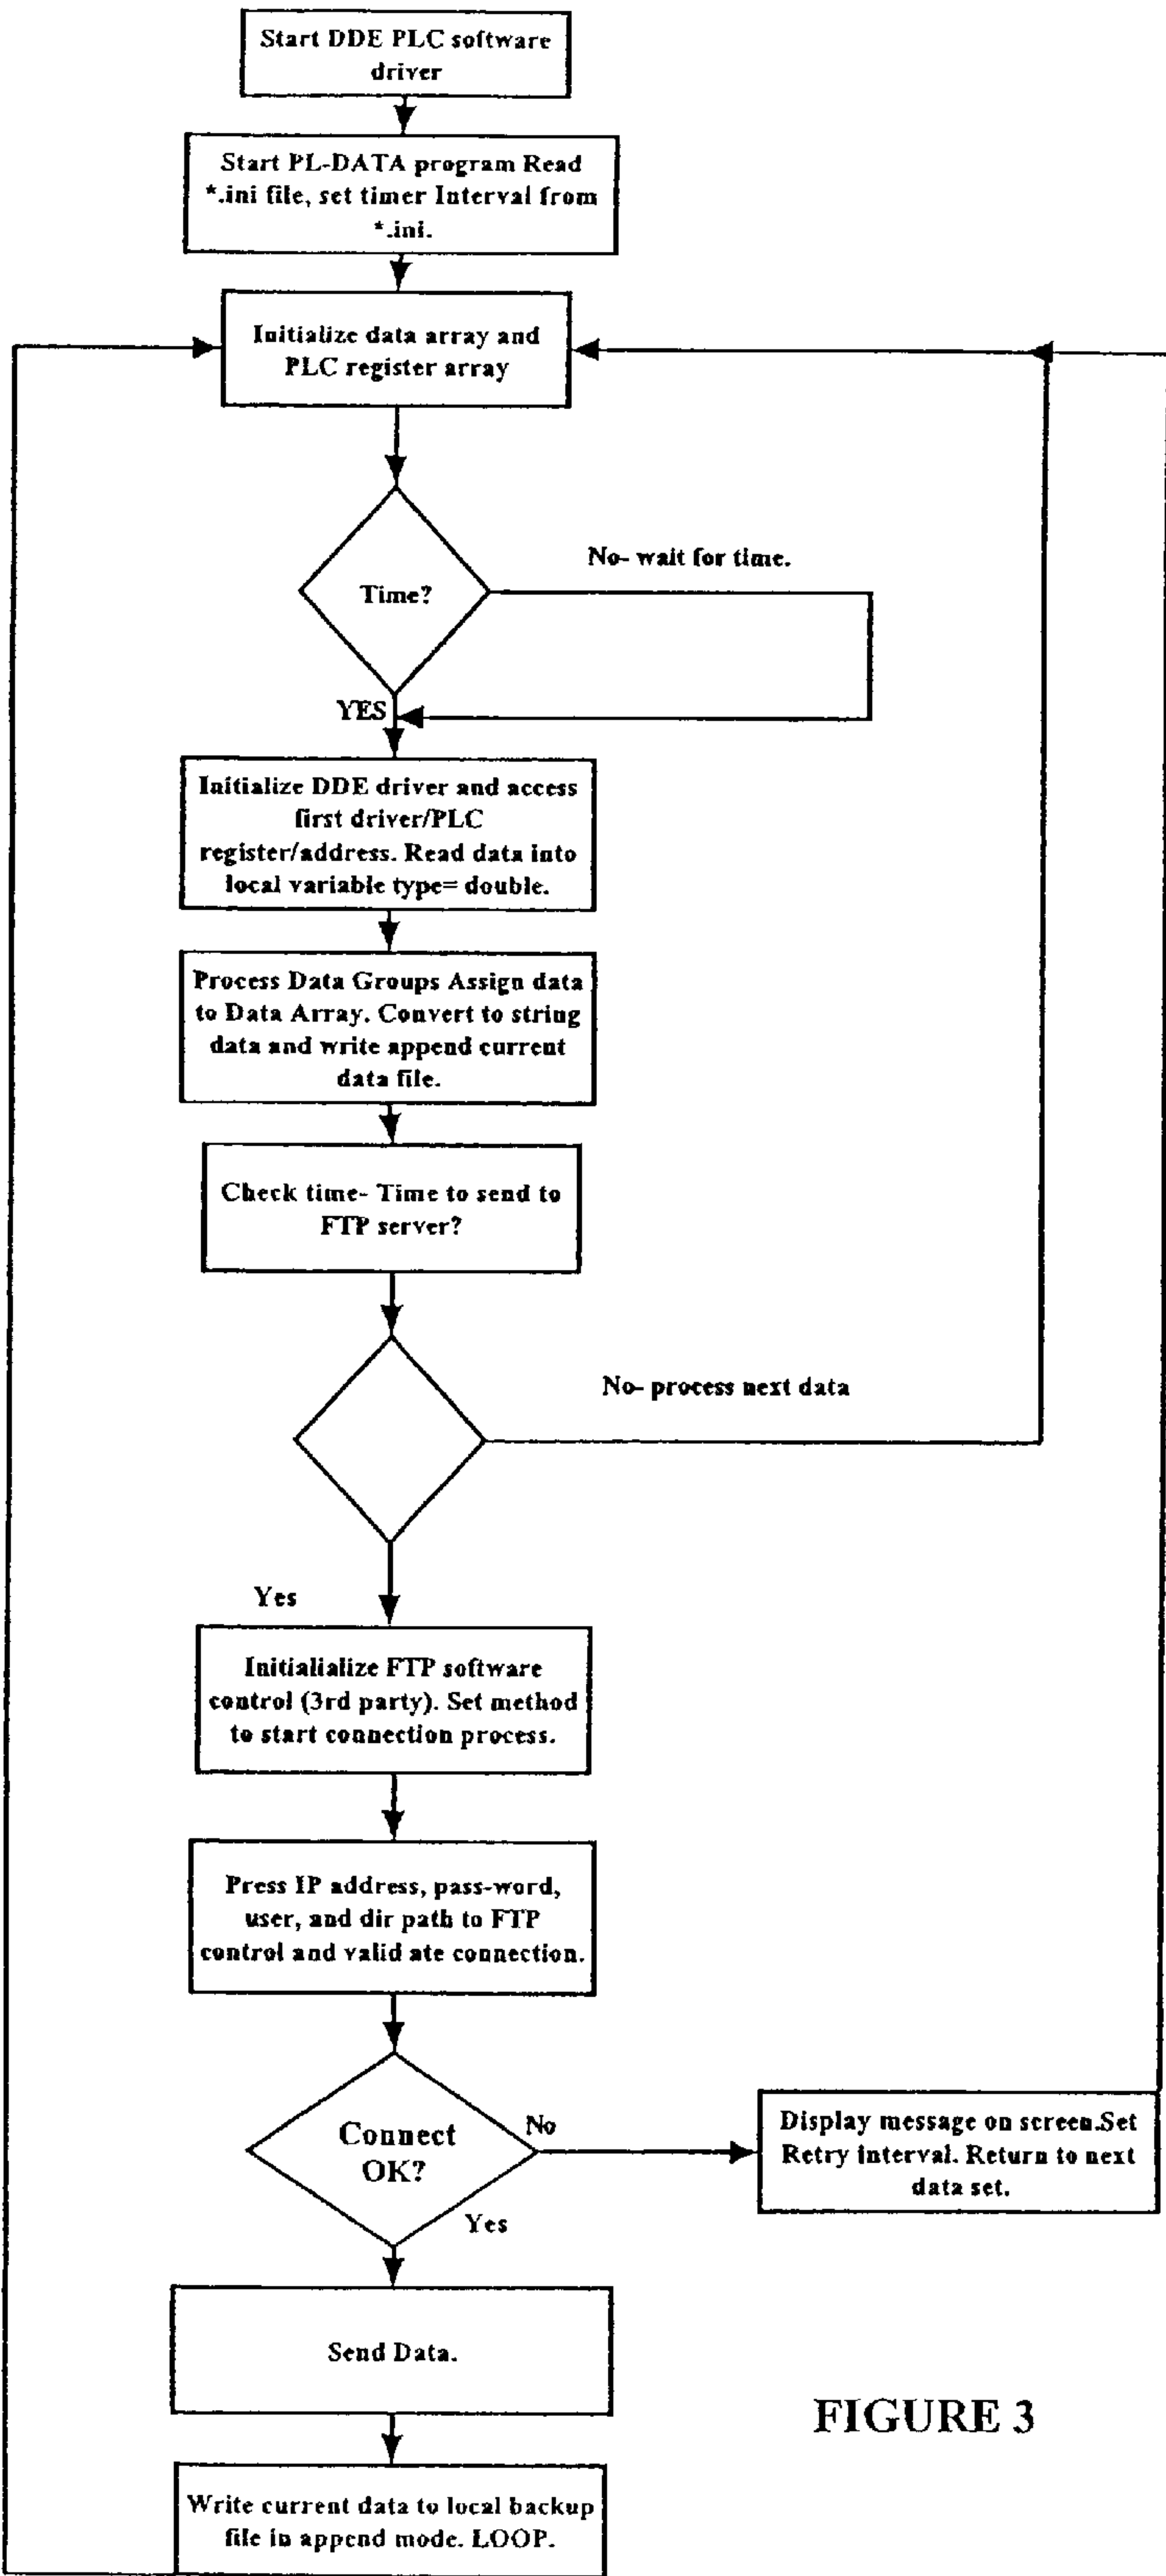 Start DDE PLC software
driver
Start PL-DATA program Read
*.ini file, set timer Interval from
*.ini.
Initialize data array and
PLC register array
No- wait for time.
Time?
YES
Initialize DDE driver and access
first driver/PLC
register/address. Read data into
local variable type= double.
Process Data Groups Assign data
to Data Array. Convert to string
data and write append current
data file.
Check time- Time to send to
FTP server?
No- process next data
Yes
Initialialize FTP software
control (3rd party). Set method
to start connection process.
Press IP address, pass-word,
user, and dir path to FTP
control and valid ate connection.
Connect
OK?
No
Yes
Display message on screen.Set
Retry interval. Return to next
data set.
Send Data.
FIGURE 3
Write current data to local backup
file in append mode. LOOP.